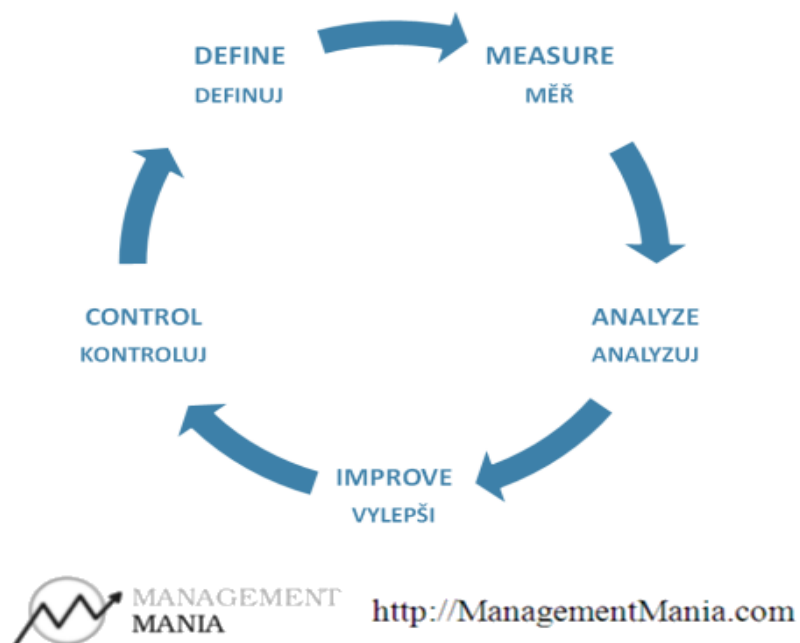 DEFINE
DEFINUJ
MEASURE
MĚŘ
ANALYZE
ANALYZUJ
IMPROVE
VYLEPŠI
CONTROL
KONTROLUJ
MANAGEMENT
MANIA
http://ManagementMania.com